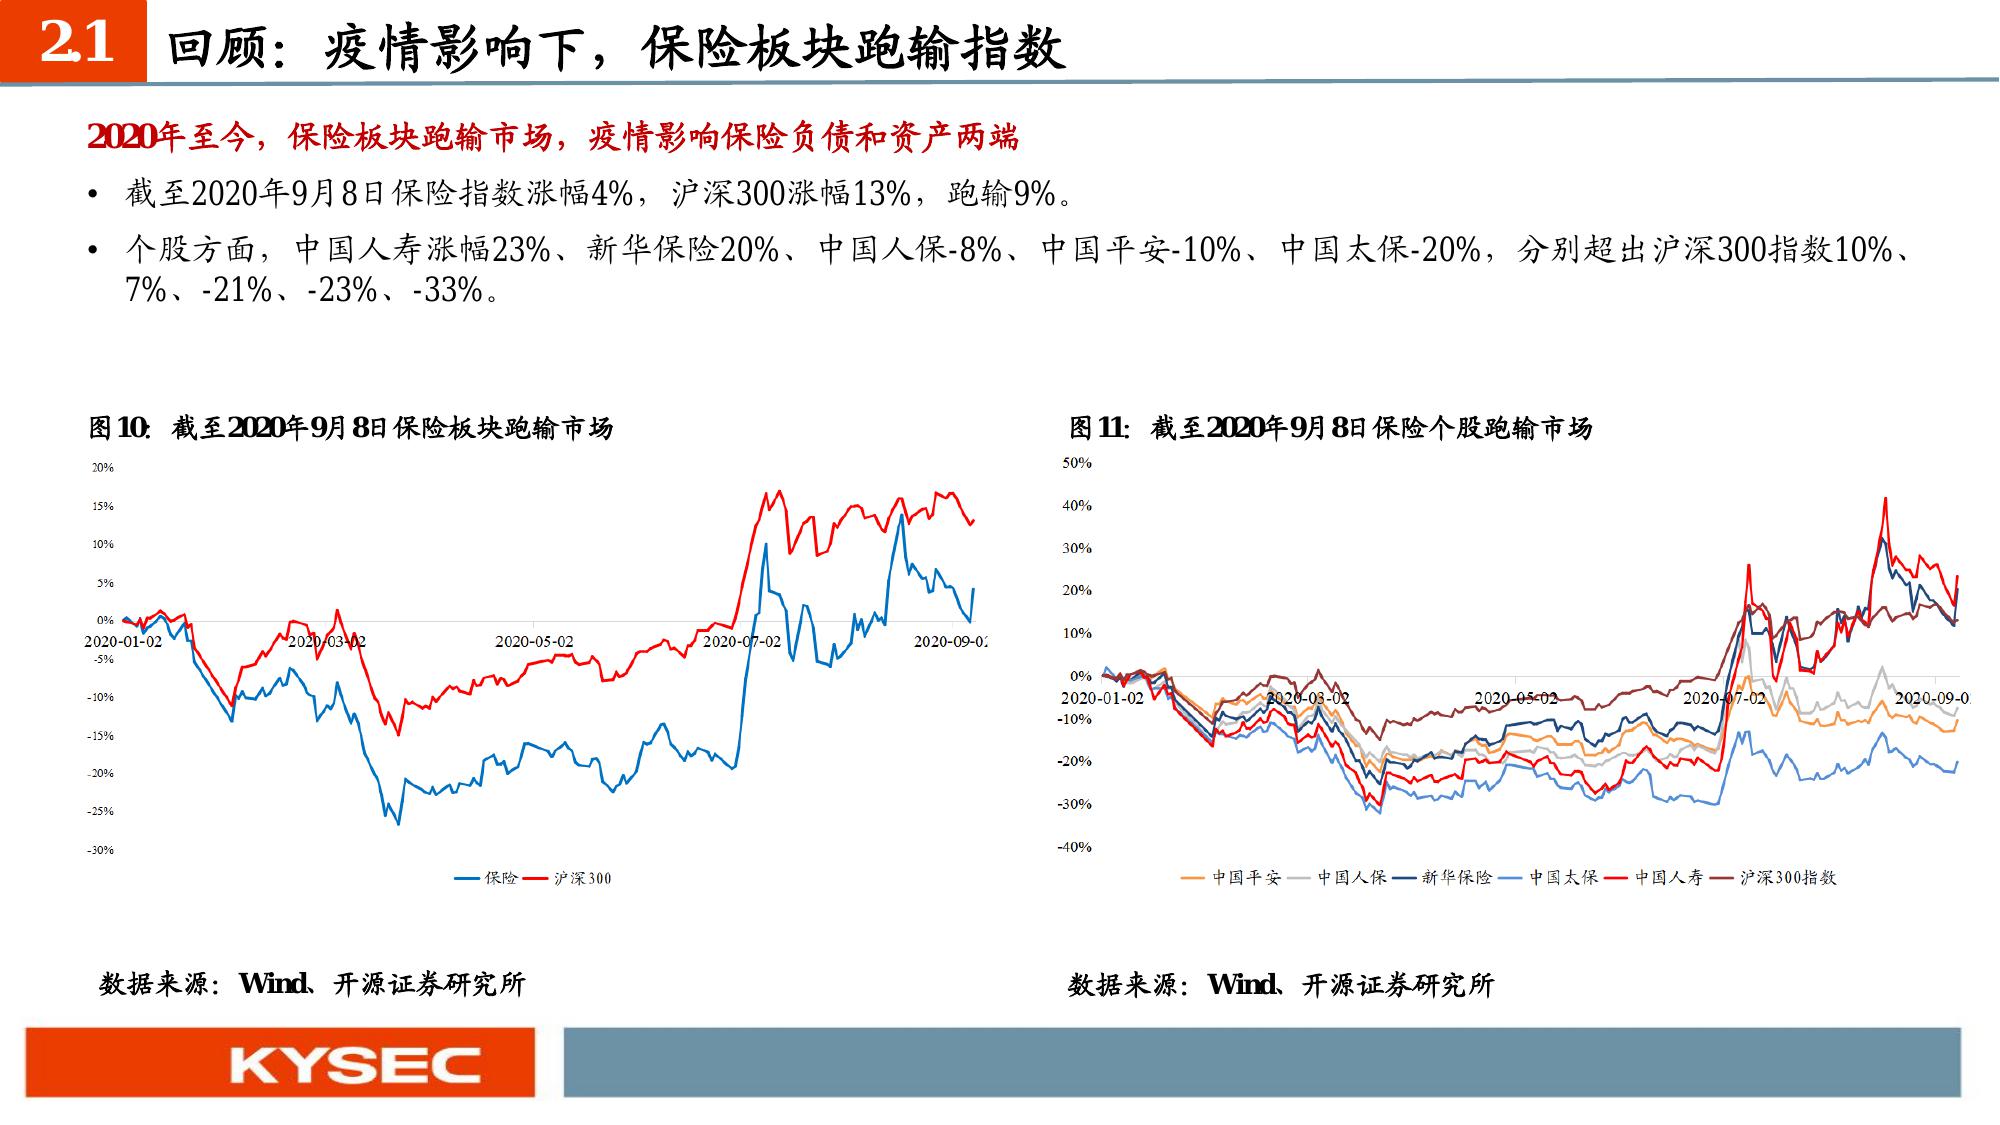 2.1 回顾：疫情影响下，保险板块跑输指数
2020年至今，保险板块跑输市场，疫情影响保险负债和资产两端
• 截至2020年9月8日保险指数涨幅4%，沪深300涨幅13%，跑输9%。
• 个股方面，中国人寿涨幅23%、新华保险20%、中国人保-8%、中国平安-10%、中国太保-20%，分别超出沪深300指数10%、
7%、-21%、-23%、-33%。
图10：截至2020年9月8日保险板块跑输市场
20%
15%
10%
5%
0%
2020-01-02 2020-03-02 2020-05-02 2020-07-02 2020-09-02
-5%
-10%
-15%
-20%
-25%
-30%
保险 沪深300
数据来源：Wind、开源证券研究所
图11：截至2020年9月8日保险个股跑输市场
50%
40%
30%
20%
10%
0%
2020-01-02 2020-03-02 2020-05-02 2020-07-02 2020-09-0
-10%
-20%
-30%
-40%
中国平安 中国人保 新华保险 中国太保 中国人寿 沪深300指数
数据来源：Wind、开源证券研究所
KYSEC